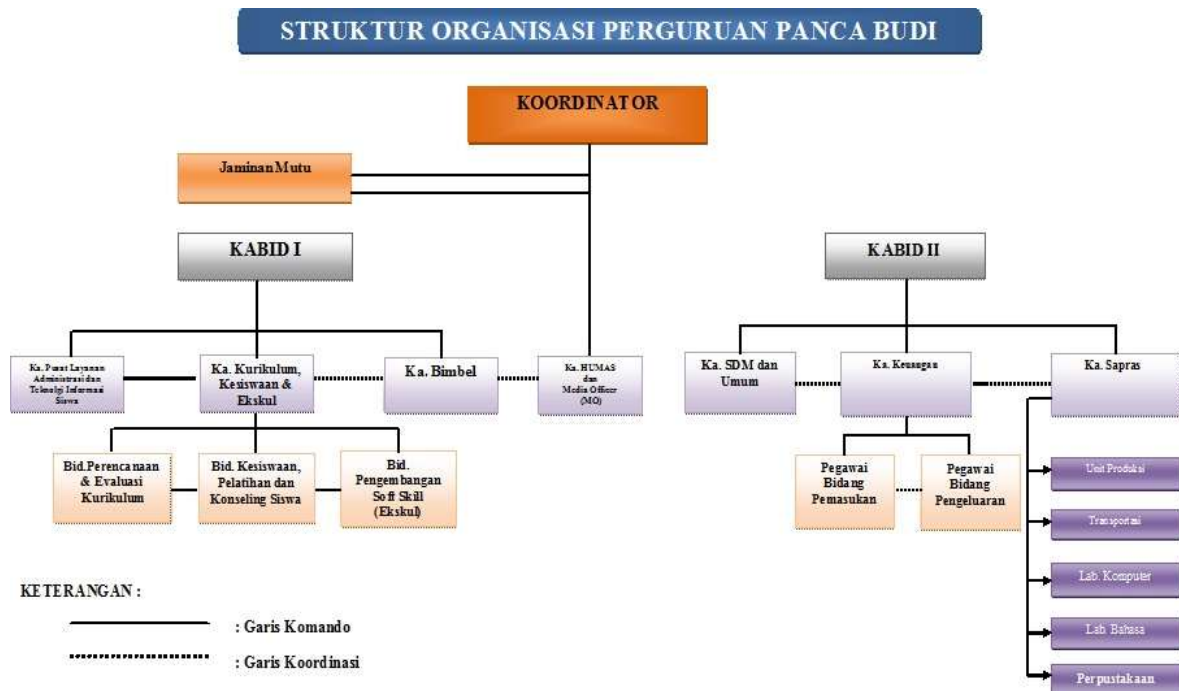 STRUKTUR ORGANISASI PERGURUAN PANCA BUDI
KOORDINATOR
Jaminan Mutu
KABID I
KABID II
Ka. Pusat Layanan
Administrasi dan
Teknolgi Informasi
Siswa
Ka. Kurikulum,
Kesiswaan &
Ekskul
Ka. Bimbel
Ka. HUMAS
dan
Media Officer
(MO)
Ka. SDM dan
Umum
Ka. Keuangan
Ka. Sapras
Bid.Perencanaan
& Evaluasi
Kurikulum
Bid. Kesiswaan,
Pelatihan dan
Konseling Siswa
Bid.
Pengembangan
Soft Skill
(Ekskul)
Pegawai
Bidang
Pemasukan
Pegawai
Bidang
Pengeluaran
Unit Produksi
Transportasi
Lab. Komputer
Lab. Bahasa
Perpustakaan
KETERANGAN :
: Garis Komando
: Garis Koordinasi